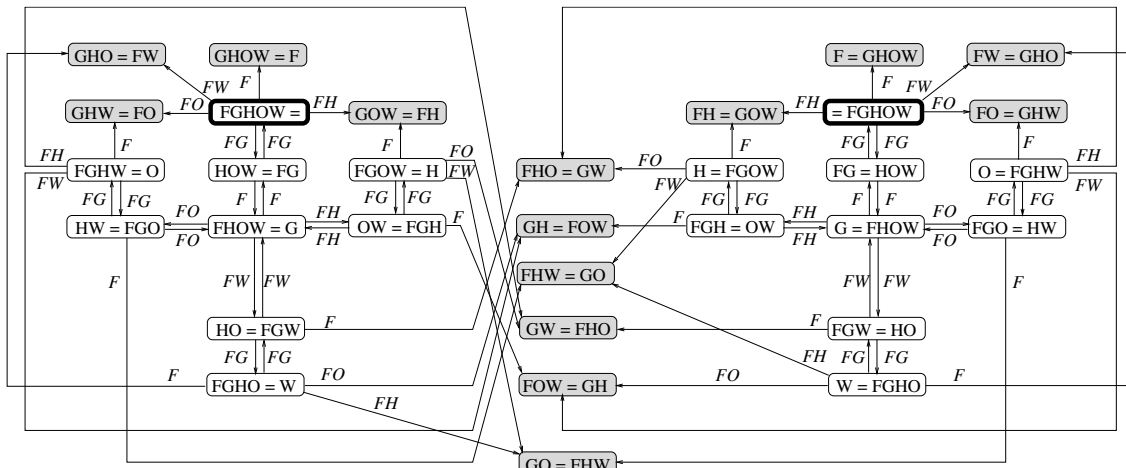 GHO = FW GHOW = F F = GHOW FW = GHO
FW F F FW
GHW = FO FO FGHOW = FH GOW = FH FH = GOW FH = FGHOW FO FO = GHW
F FG FG F FO F FG FG F
FH FH
FW FGHW = O HOW = FG FGOW = H FW FHO = GW FO H = FGOW FG = HOW O = FGHW FW
FW
FG FG F F FG FG FG FG F F FG FG
FO FH F F FH FO
HW = FGO FHOW = G OW = FGH GH = FOW FGH = OW G = FHOW FGO = HW
FO FH FH FO
FHW = GO
F FW FW FW FW F
HO = FGW F GW = FHO F FGW = HO
FG FG FH FG FG
F FGHO = W FO FOW = GH FO W = FGHO F
FH
GO = FHW